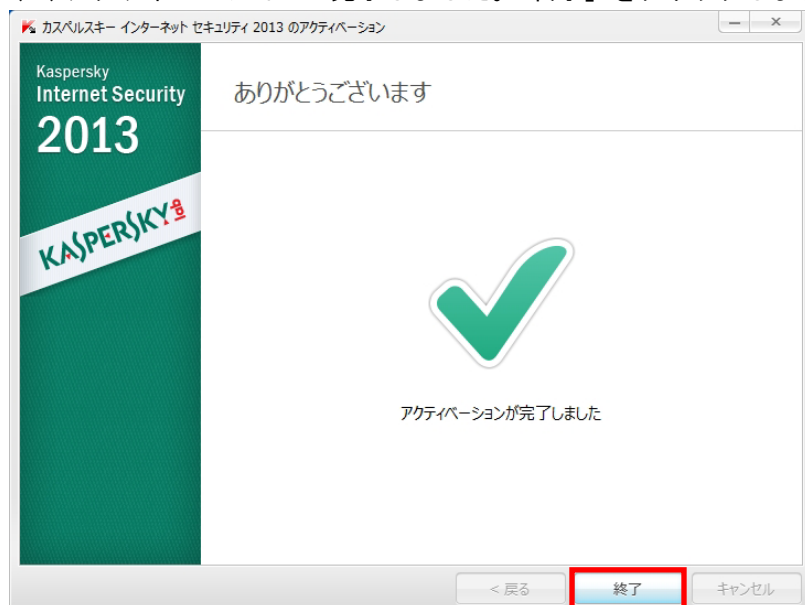 カスペルスキー インターネット セキュリティ 2013 のアクティベーション
Kaspersky
Internet Security
2013
ありがとうございます
KASPERSKY lab
アクティベーションが完了しました
< 戻る
終了
キャンセル